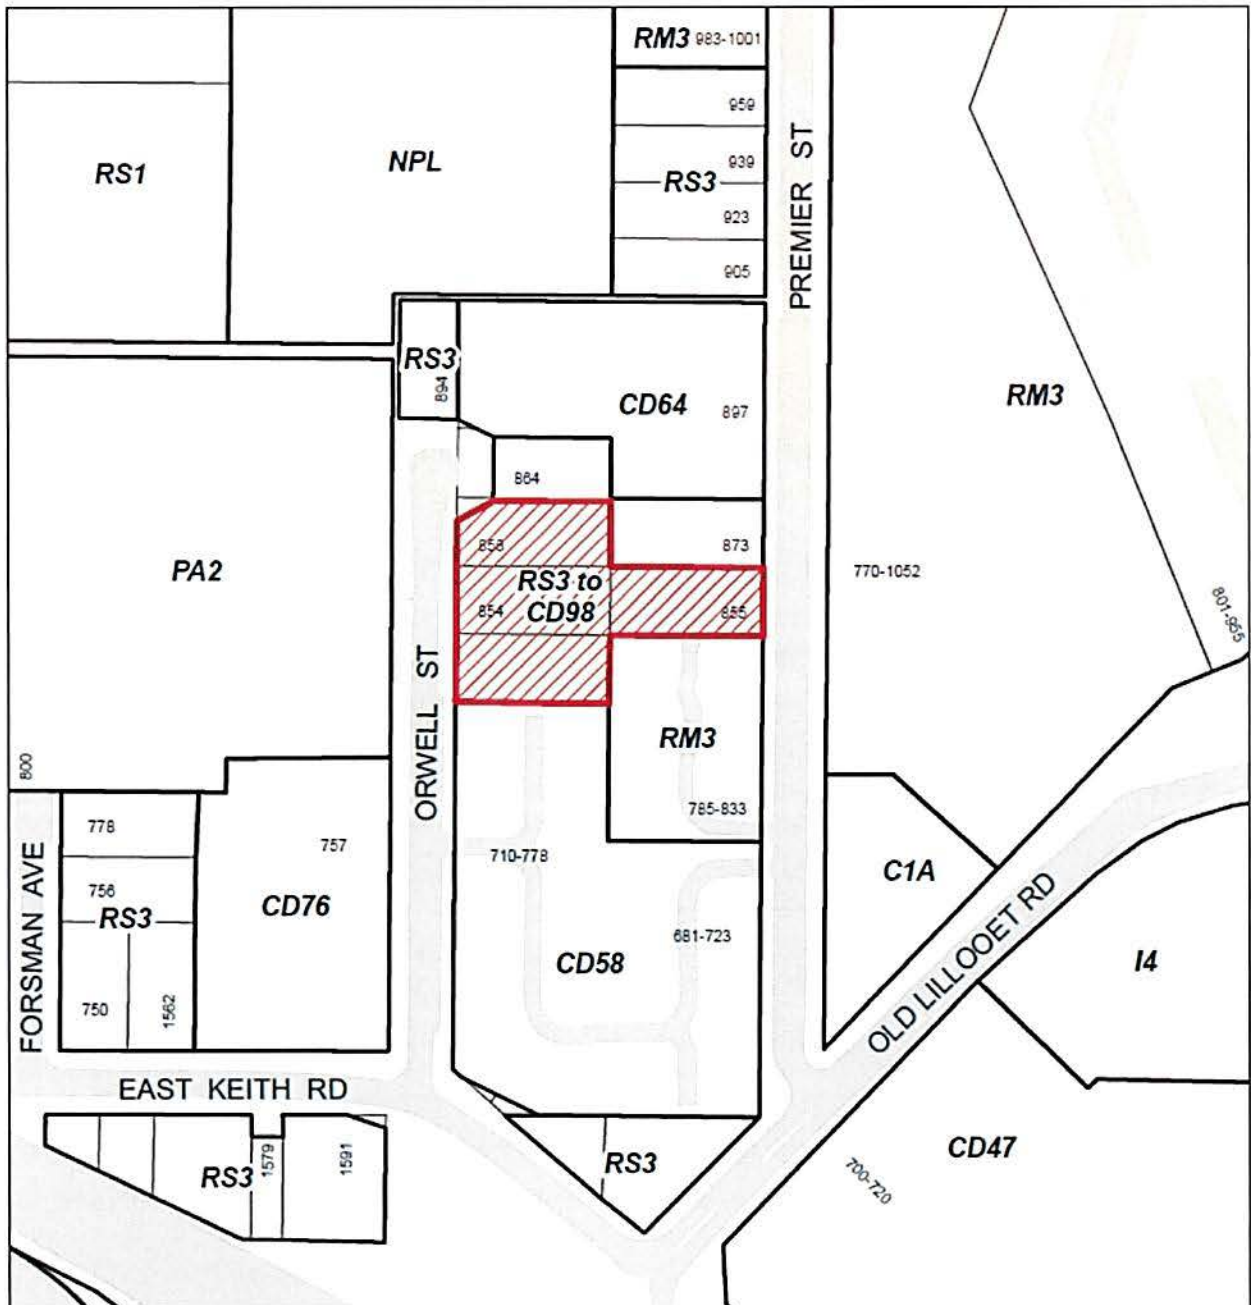 RM3 983-1001
959
939
RS3
923
905
RS1
NPL
PREMIER ST
RS3
894
CD64
897
RM3
864
858
873
RS3 to
CD98
854
855
PA2
770-1052
801-955
ORWELL ST
RM3
785-833
800
778
757
756
RS3
CD76
750
1562
FORSMAN AVE
710-778
681-723
CD58
C1A
I4
OLD LILLOOET RD
EAST KEITH RD
RS3
1579
1591
RS3
CD47
700-720